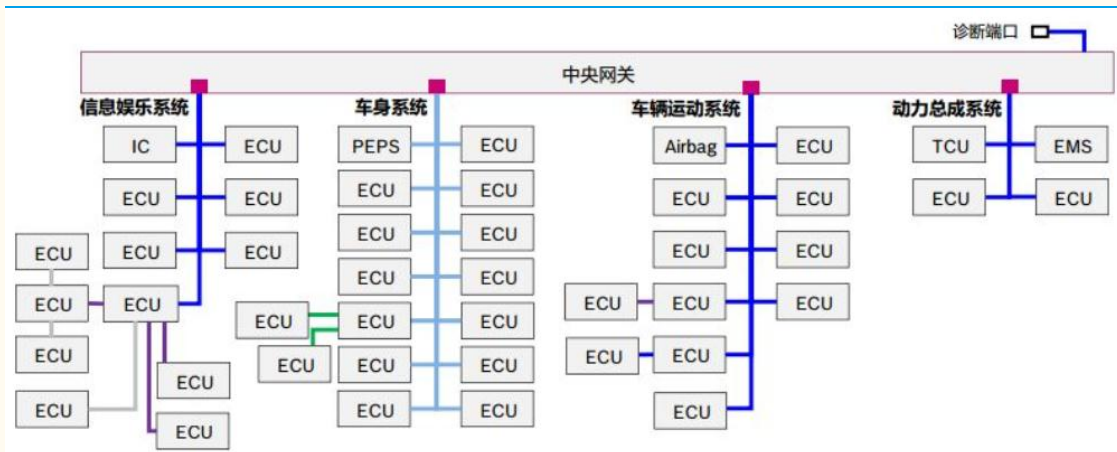 诊断端口
中央网关
信息娱乐系统 车身系统 车辆运动系统 动力总成系统
IC ECU PEPS ECU Airbag ECU TCU EMS
ECU ECU ECU ECU ECU ECU ECU ECU
ECU ECU ECU ECU ECU ECU ECU
ECU ECU ECU ECU ECU ECU ECU
ECU ECU ECU ECU
ECU ECU ECU ECU ECU ECU
ECU
ECU ECU ECU ECU
ECU